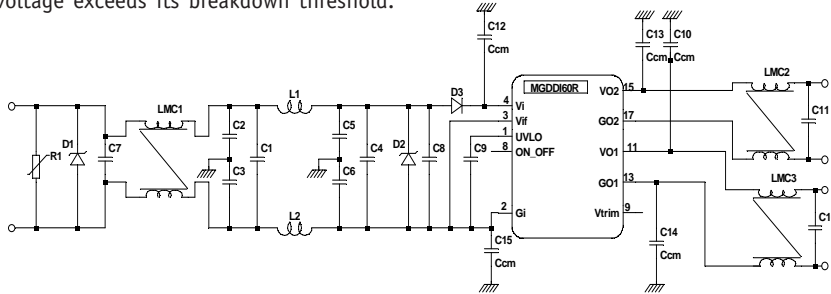 voltage exceeds its breakdown threshold.
C12
Ccm
C13
Ccm
C10
Ccm
LMC2
C11
D3
MGDDI60R
4
Vi
3
Vif
1
UVLO
8
ON_OFF
2
Gi
VO2
15
GO2
17
VO1
11
GO1
13
Vtrim
9
LMC1
L1
R1
D1
C7
C2
C3
C1
C5
C6
C4
D2
C8
C9
L2
C15
Ccm
C14
Ccm
LMC3
C1